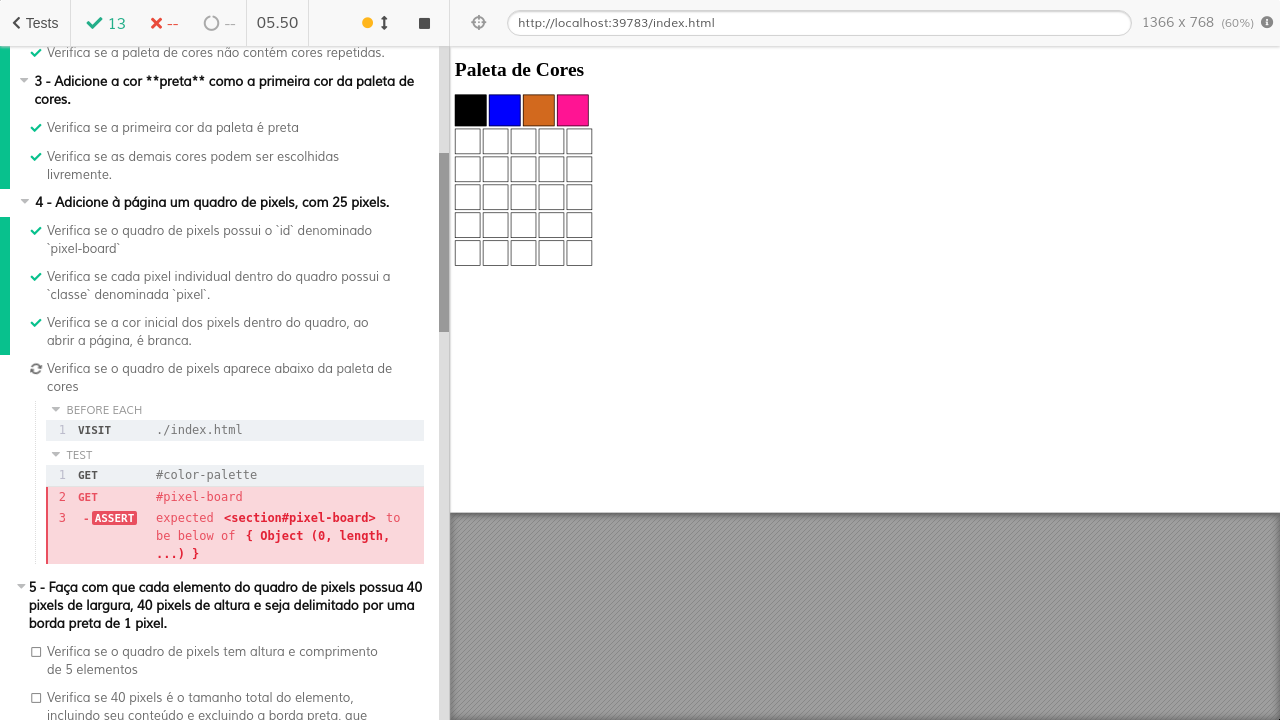 Tests
13
--
--
05.50
http://localhost:39783/index.html
1366 x 768 (60%)
Verifica se a paleta de cores não contém cores repetidas.
3 - Adicione a cor **preta** como a primeira cor da paleta de
cores.
Verifica se a primeira cor da paleta é preta
Verifica se as demais cores podem ser escolhidas
livremente.
4 - Adicione à página um quadro de pixels, com 25 pixels.
Verifica se o quadro de pixels possui o `id` denominado
`pixel-board`
Verifica se cada pixel individual dentro do quadro possui a
`classe` denominada `pixel`.
Verifica se a cor inicial dos pixels dentro do quadro, ao
abrir a página, é branca.
Verifica se o quadro de pixels aparece abaixo da paleta de
cores
BEFORE EACH
1 VISIT ./index.html
TEST
1 GET #color-palette
2 GET #pixel-board
3 - ASSERT expected <section#pixel-board> to
be below of { Object (0, length,
...) }
5 - Faça com que cada elemento do quadro de pixels possua 40
pixels de largura, 40 pixels de altura e seja delimitado por uma
borda preta de 1 pixel.
Verifica se o quadro de pixels tem altura e comprimento
de 5 elementos
Verifica se 40 pixels é o tamanho total do elemento,
incluindo seu conteúdo e excluindo a borda preta, que
Paleta de Cores